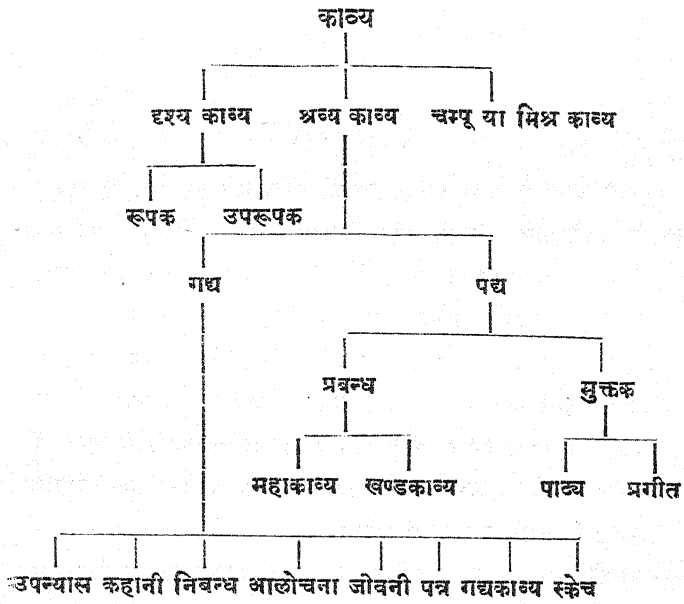 काव्य
दृश्य काव्य श्रव्य काव्य चम्पू या मिश्र काव्य
रूपक उपरूपक
गद्य पद्य
प्रबन्ध मुक्तक
महाकाव्य खण्डकाव्य पाठ्य प्रगीत
उपन्यास कहानी निबन्ध आलोचना जीवनी पत्र गद्यकाव्य स्केच